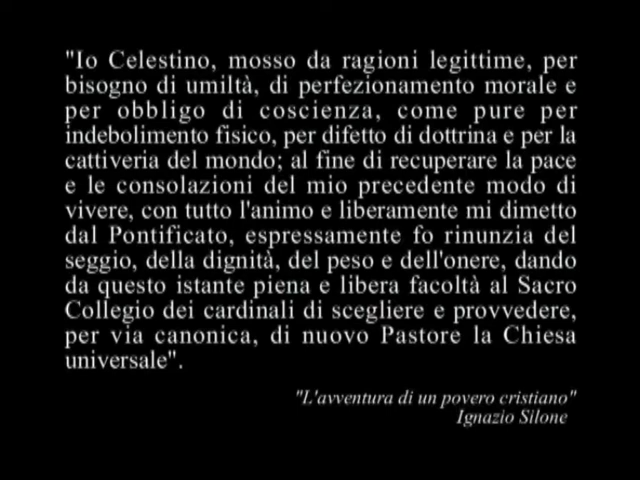 "Io Celestino, mosso da ragioni legittime, per
bisogno di umiltà, di perfezionamento morale e
per obbligo di coscienza, come pure per
indebolimento fisico, per difetto di dottrina e per la
cattiveria del mondo; al fine di recuperare la pace
e le consolazioni del mio precedente modo di
vivere, con tutto l'animo e liberamente mi dimetto
dal Pontificato, espressamente fo rinunzia del
seggio, della dignità, del peso e dell'onere, dando
da questo istante piena e libera facoltà al Sacro
Collegio dei cardinali di scegliere e provvedere,
per via canonica, di nuovo Pastore la Chiesa
universale".
"L'avventura di un povero cristiano"
Ignazio Silone